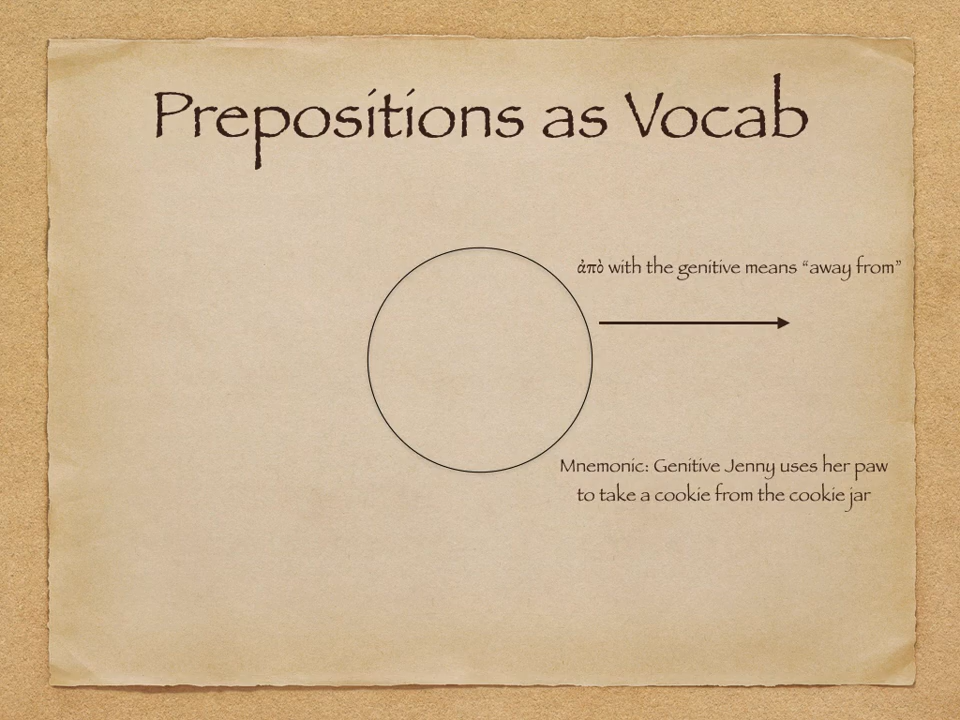 Prepositions as Vocab
ἀπὸ with the genitive means “away from”
Mnemonic: Genitive Jenny uses her paw
to take a cookie from the cookie jar